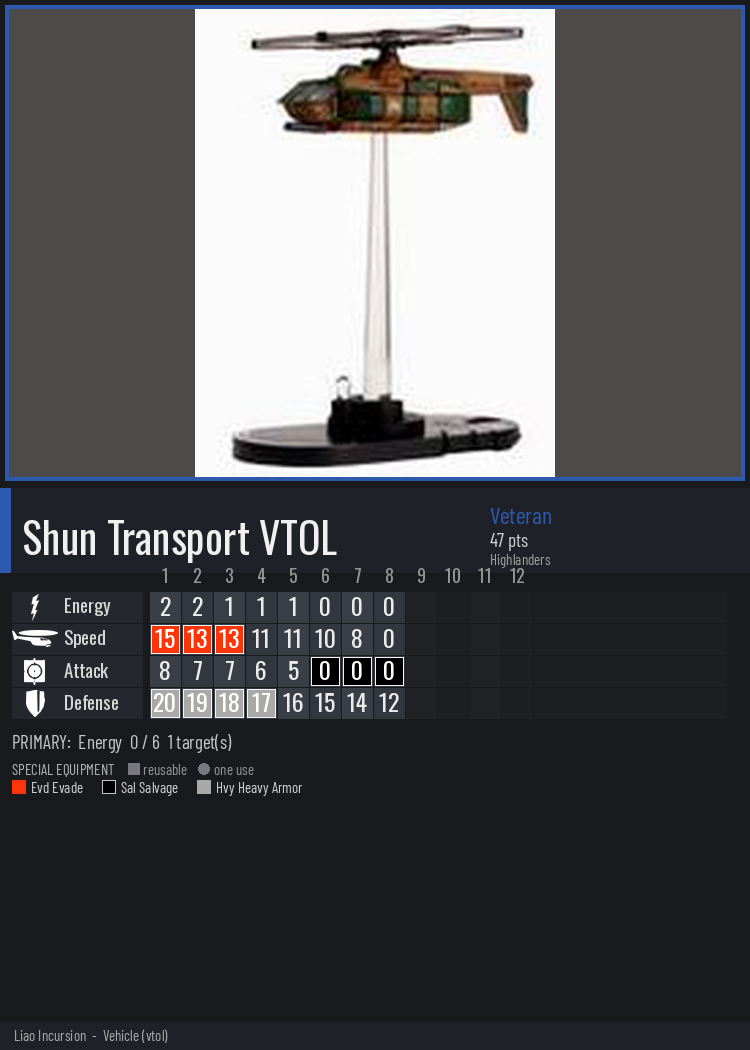 Shun Transport VTOL
Veteran
47 pts
Highlanders
1 2 3 4 5 6 7 8 9 10 11 12
Energy 2 2 1 1 1 0 0 0
Speed 15 13 13 11 11 10 8 0
Attack 8 7 7 6 5 0 0 0
Defense 20 19 18 17 16 15 14 12
PRIMARY: Energy 0 / 6 1 target(s)
SPECIAL EQUIPMENT reusable one use
Evd Evade Sal Salvage Hvy Heavy Armor
Liao Incursion - Vehicle (vtol)